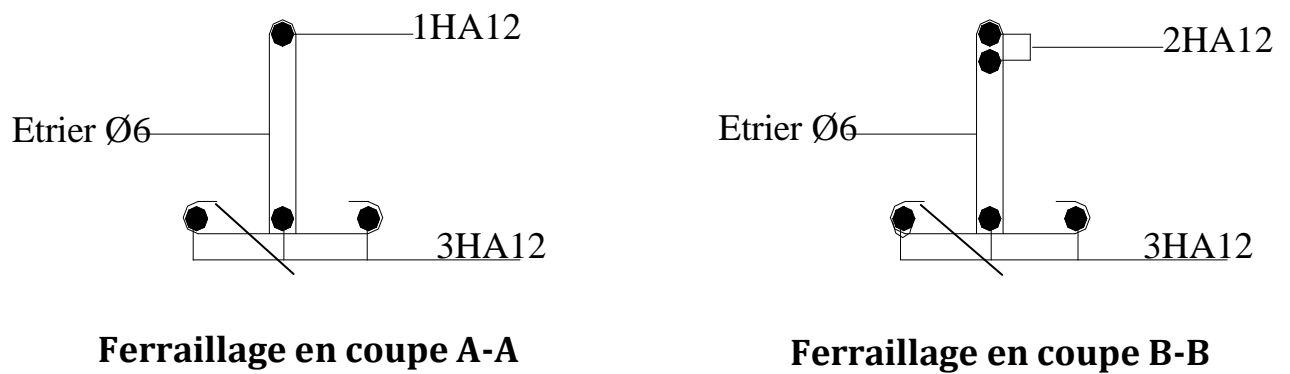 1HA12
2HA12
Etrier Ø6
Etrier Ø6
3HA12
3HA12
Ferraillage en coupe A-A
Ferraillage en coupe B-B